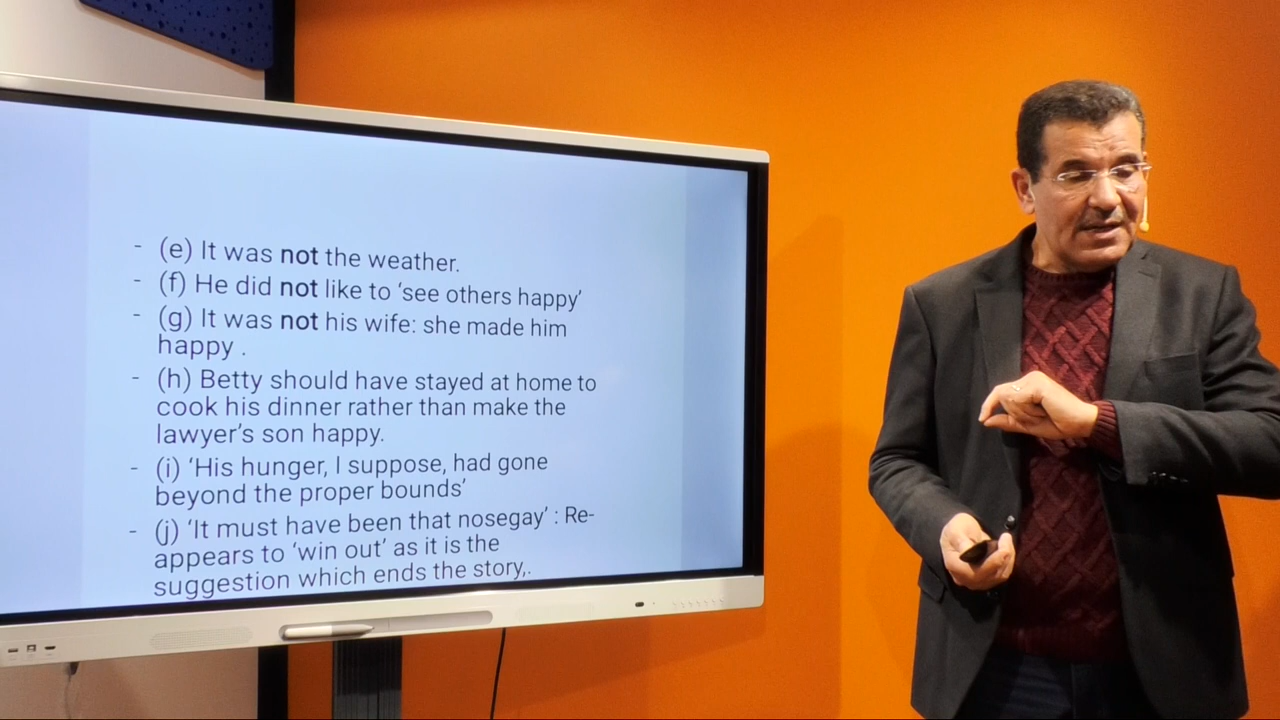 - (e) It was not the weather.
- (f) He did not like to ‘see others happy’
- (g) It was not his wife: she made him
happy .
- (h) Betty should have stayed at home to
cook his dinner rather than make the
lawyer’s son happy.
- (i) ‘His hunger, I suppose, had gone
beyond the proper bounds’
- (j) ‘It must have been that nosegay’ : Re-
appears to ‘win out’ as it is the
suggestion which ends the story,.